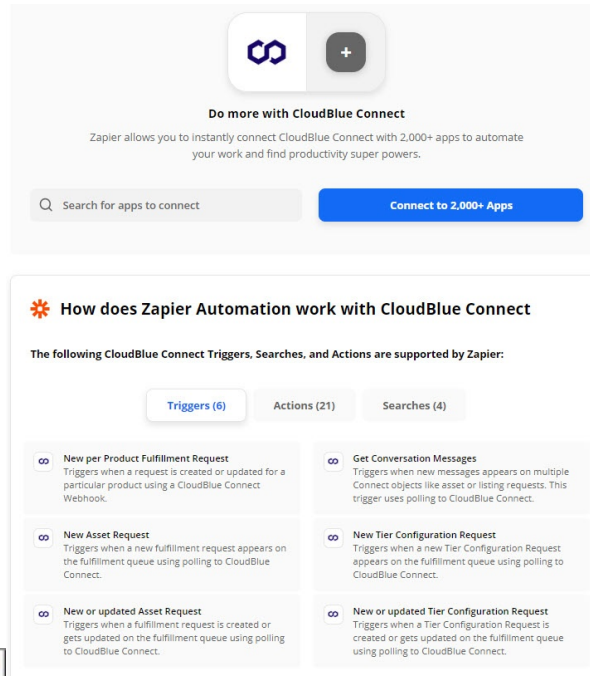 Do more with CloudBlue Connect
Zapier allows you to instantly connect CloudBlue Connect with 2,000+ apps to automate
your work and find productivity super powers.
Search for apps to connect
Connect to 2,000+ Apps
How does Zapier Automation work with CloudBlue Connect
The following CloudBlue Connect Triggers, Searches, and Actions are supported by Zapier:
Triggers (6)
Actions (21)
Searches (4)
New per Product Fulfillment Request
Triggers when a request is created or updated for a
particular product using a CloudBlue Connect
Webhook.
Get Conversation Messages
Triggers when new messages appears on multiple
Connect objects like asset or listing requests. This
trigger uses polling to CloudBlue Connect.
New Asset Request
Triggers when a new fulfillment request appears on
the fulfillment queue using polling to CloudBlue
Connect.
New Tier Configuration Request
Triggers when a new Tier Configuration Request
appears on the fulfillment queue using polling to
CloudBlue Connect.
New or updated Asset Request
Triggers when a fulfillment request is created or
gets updated on the fulfillment queue using polling
to CloudBlue Connect.
New or updated Tier Configuration Request
Triggers when a Tier Configuration Request is
created or gets updated on the fulfillment queue
using polling to CloudBlue Connect.